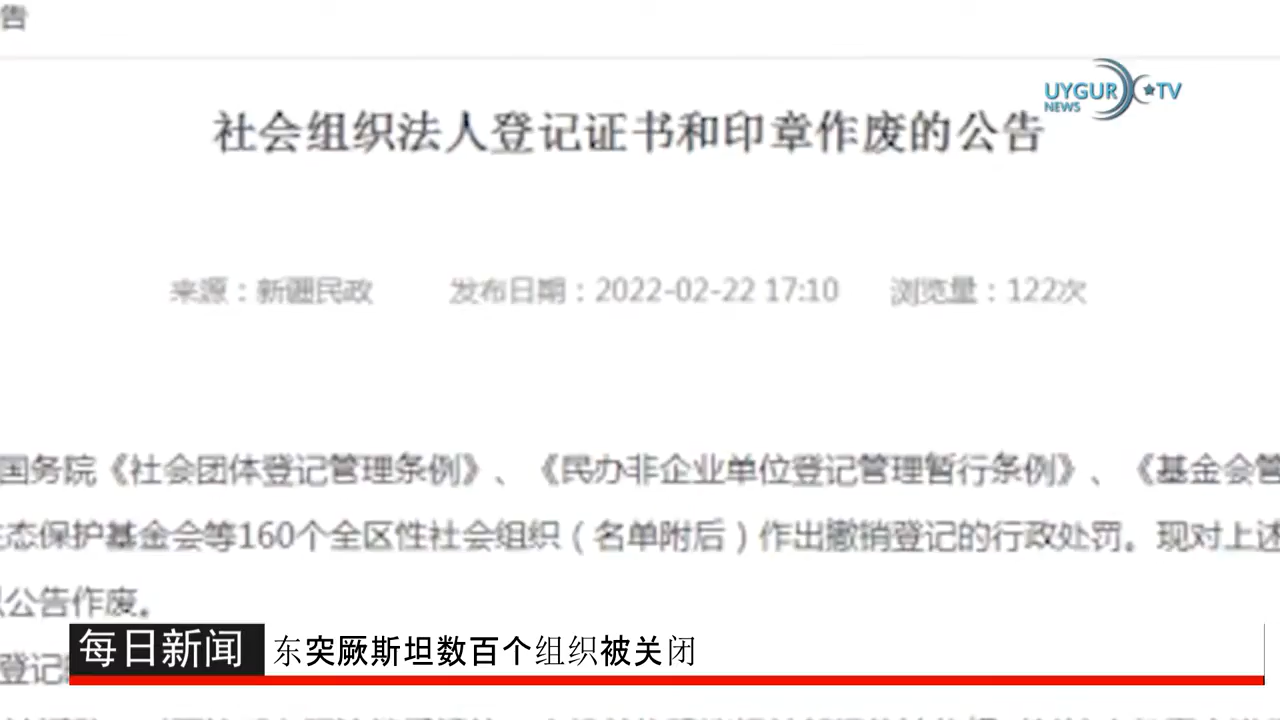 告
UYGUR TV
NEWS
社会组织法人登记证书和印章作废的公告
来源：新疆民政 发布日期：2022-02-22 17:10 浏览量：122次
国务院《社会团体登记管理条例》、《民办非企业单位登记管理暂行条例》、《基金会管
态保护基金会等160个全区性社会组织（名单附后）作出撤销登记的行政处罚。现对上述
公告作废。
登记
每日新闻 东突厥斯坦数百个组织被关闭